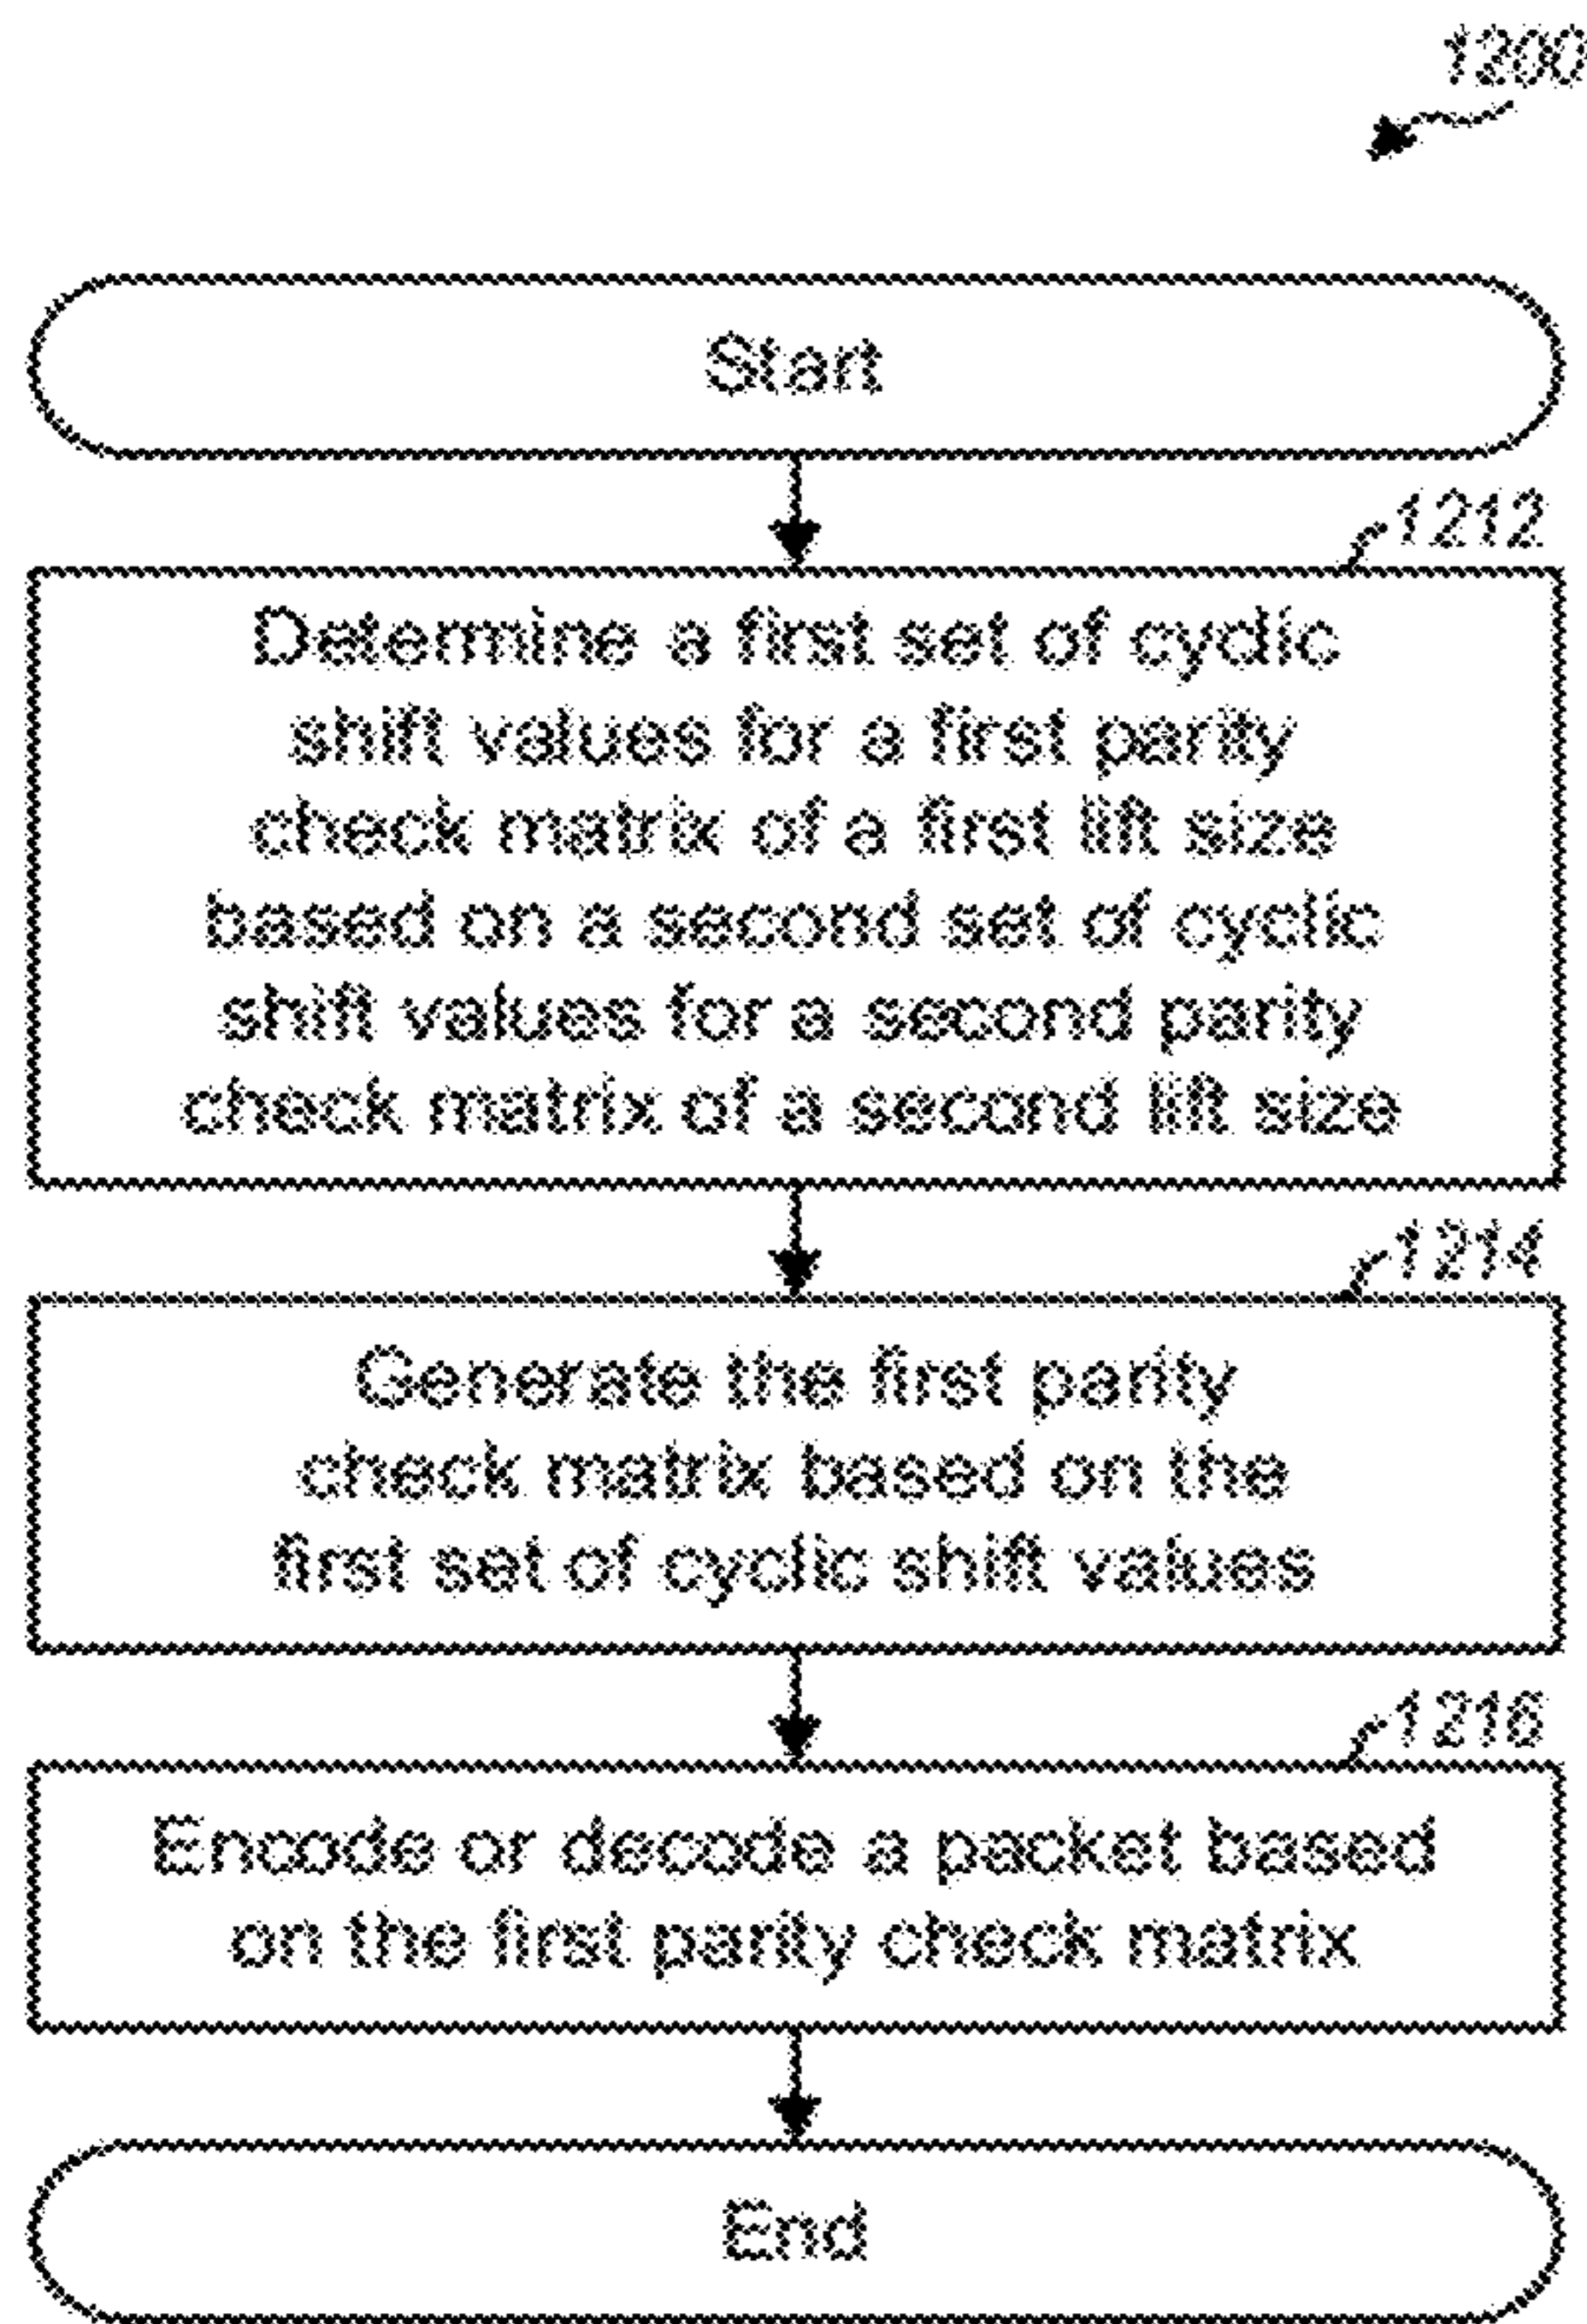 1200
Start
1212
Determine a first set of cyclic
shift values for a first parity
check matrix of a first lift size
based on a second set of cyclic
shift values for a second parity
check matrix of a second lift size
1214
Generate the first parity
check matrix based on the
first set of cyclic shift values
1216
Encode or decode a packet based
on the first parity check matrix
End